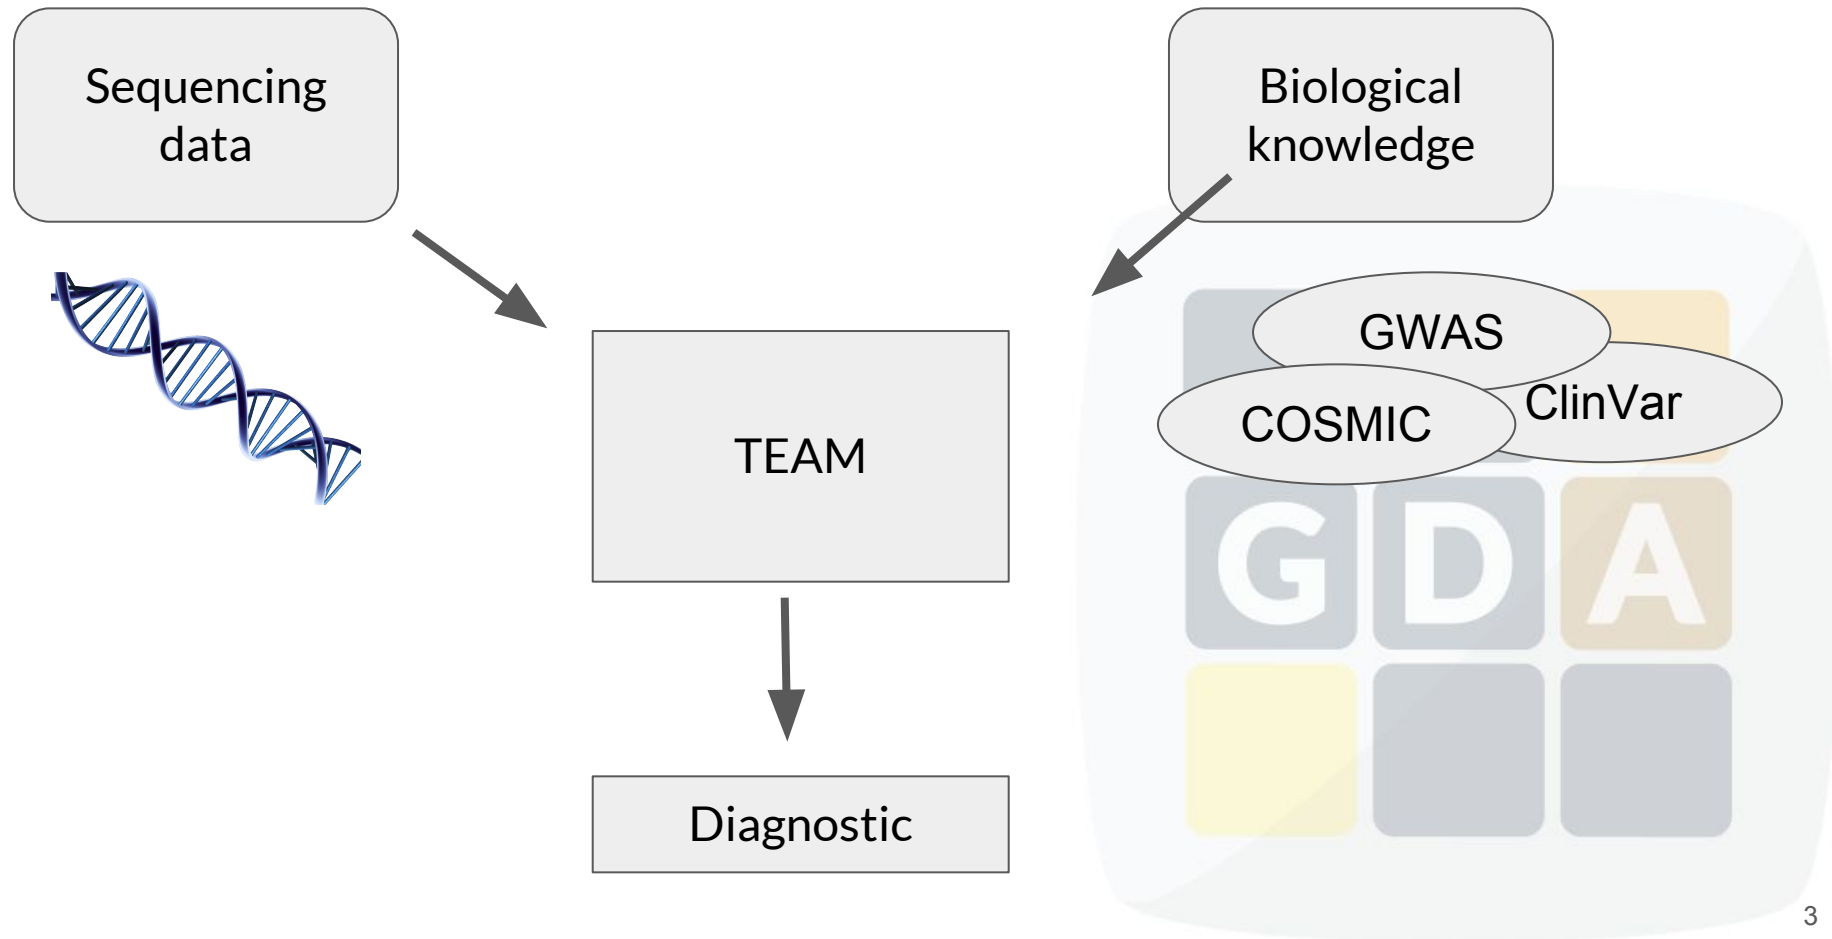 Sequencing
data
Biological
knowledge
GWAS
ClinVar
COSMIC
TEAM
G D A
Diagnostic
3